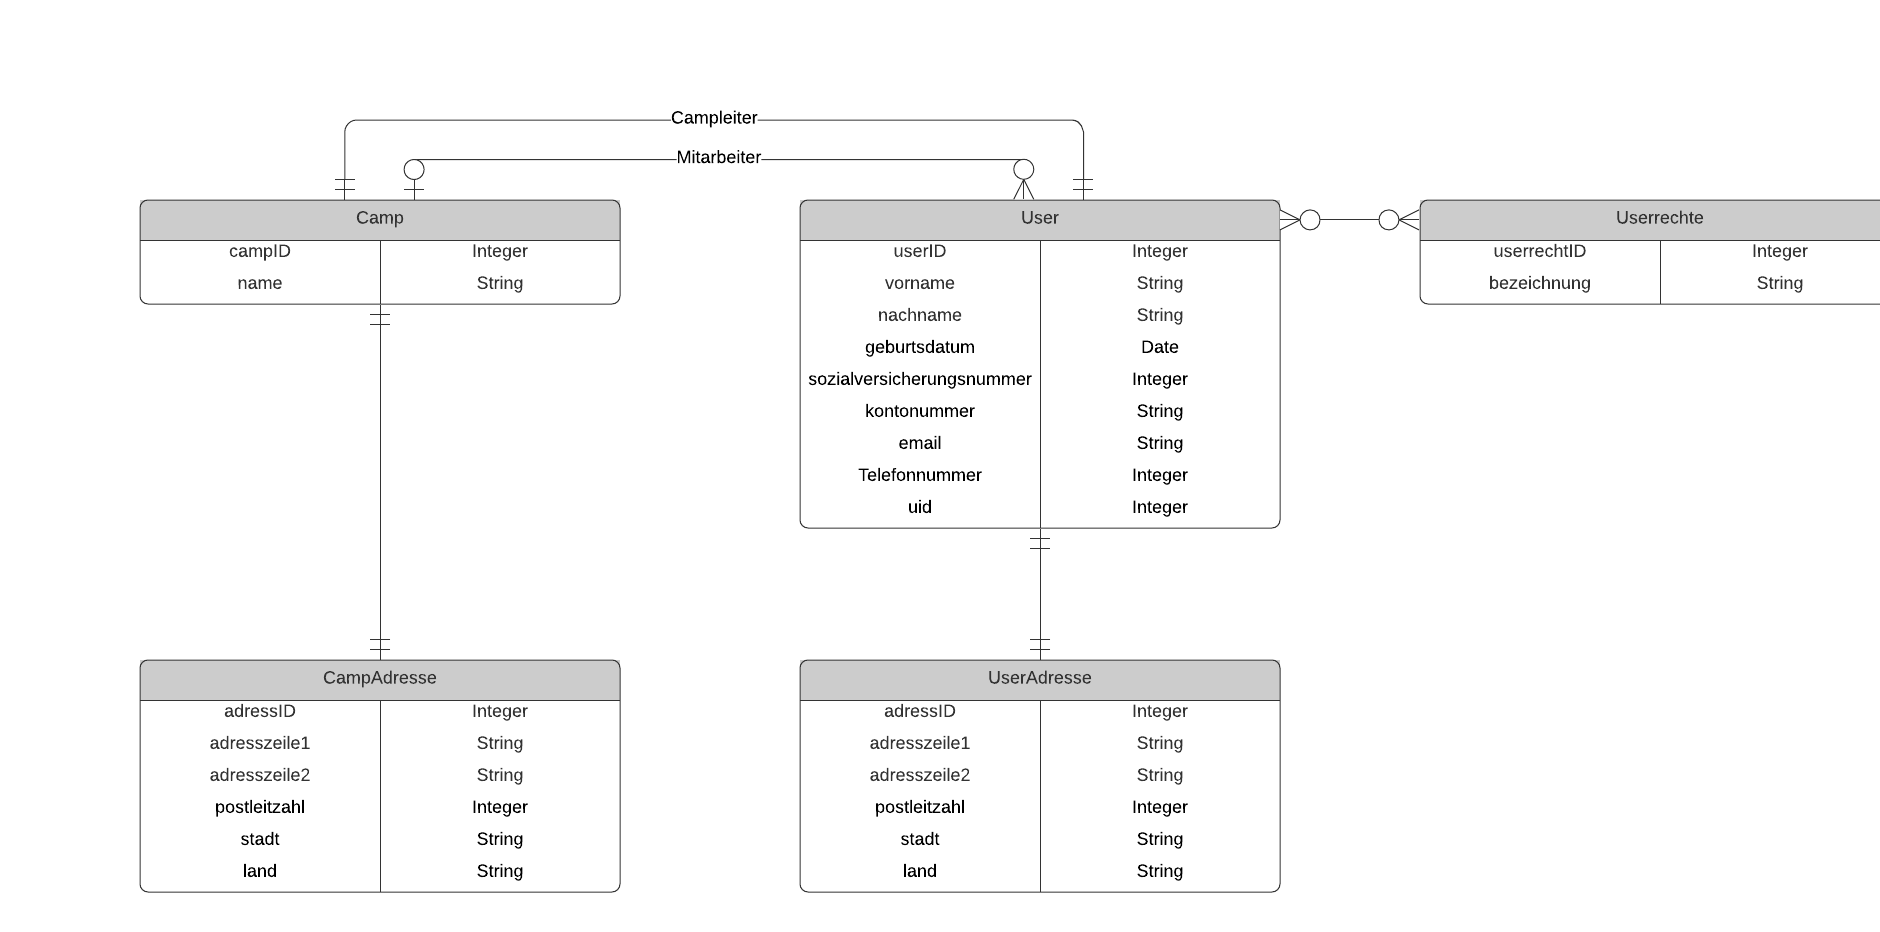 Campleiter
Mitarbeiter
Camp
campID Integer
name String
User
userID Integer
vorname String
nachname String
geburtsdatum Date
sozialversicherungsnummer Integer
kontonummer String
email String
Telefonnummer Integer
uid Integer
Userrechte
userrechtID Integer
bezeichnung String
CampAdresse
adressID Integer
adresszeile1 String
adresszeile2 String
postleitzahl Integer
stadt String
land String
UserAdresse
adressID Integer
adresszeile1 String
adresszeile2 String
postleitzahl Integer
stadt String
land String